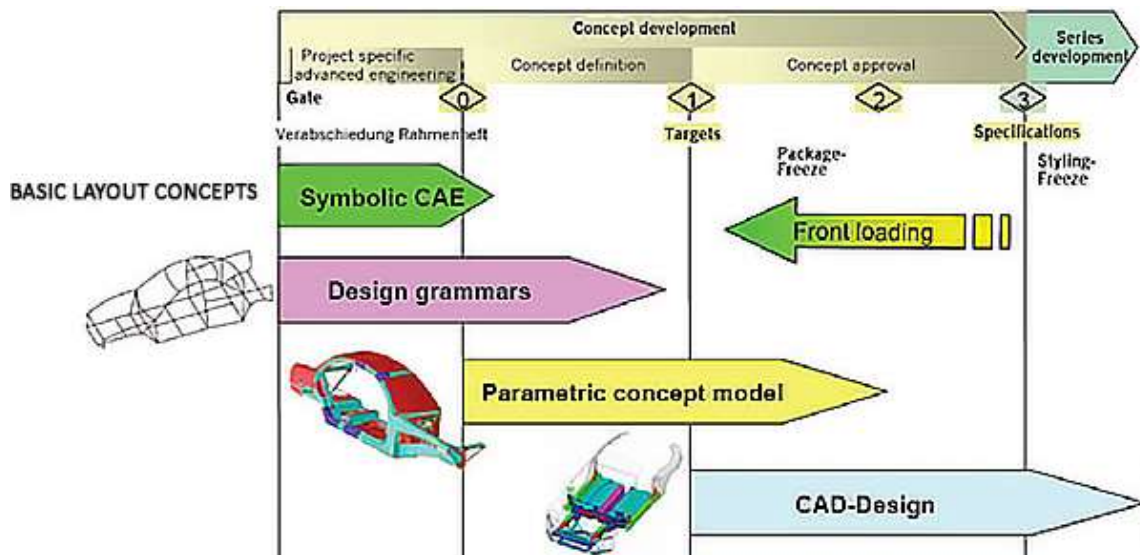 Concept development
Series
development
Project specific
advanced engineering
Concept definition
Concept approval
Gate
0
1
2
3
Verabschiedung Rahmenheft
Targets
Specifications
Package-
Freeze
Styling-
Freeze
BASIC LAYOUT CONCEPTS
Symbolic CAE
Front loading
Design grammars
Parametric concept model
CAD-Design